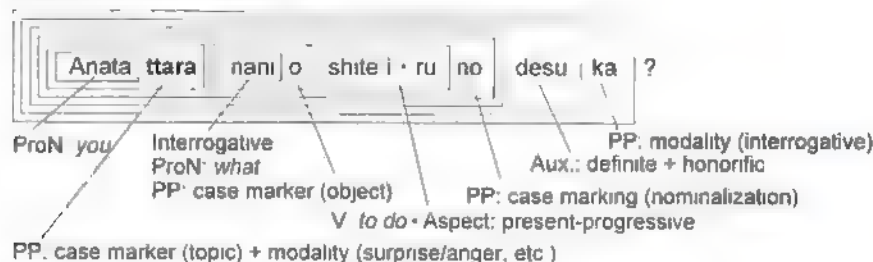 Anata ttara nani o shite i・ru no desu ka ?
ProN you
Interrogative
ProN: what
PP: case marker (object)
PP: modality (interrogative)
Aux.: definite + honorific
PP: case marking (nominalization)
V to do・Aspect: present-progressive
PP. case marker (topic) + modality (surprise/anger, etc )